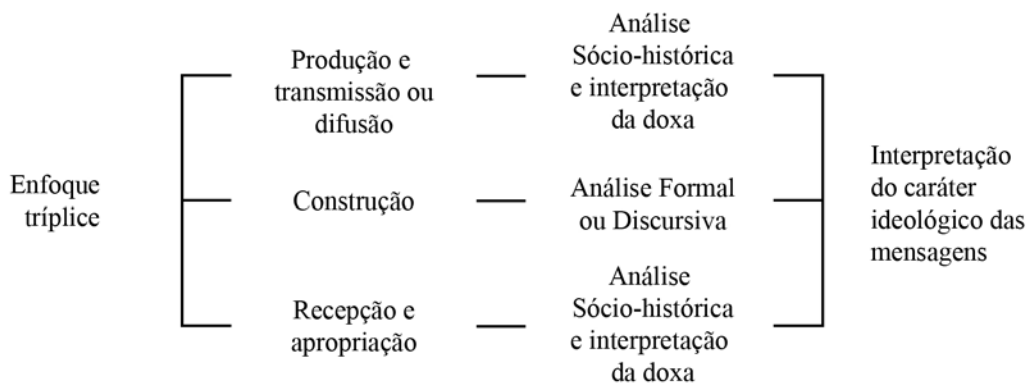 Enfoque
tríplice
Produção e
transmissão ou
difusão
Análise
Sócio-histórica
e interpretação
da doxa
Construção
Análise Formal
ou Discursiva
Recepção e
apropriação
Análise
Sócio-histórica
e interpretação
da doxa
Interpretação
do caráter
ideológico das
mensagens